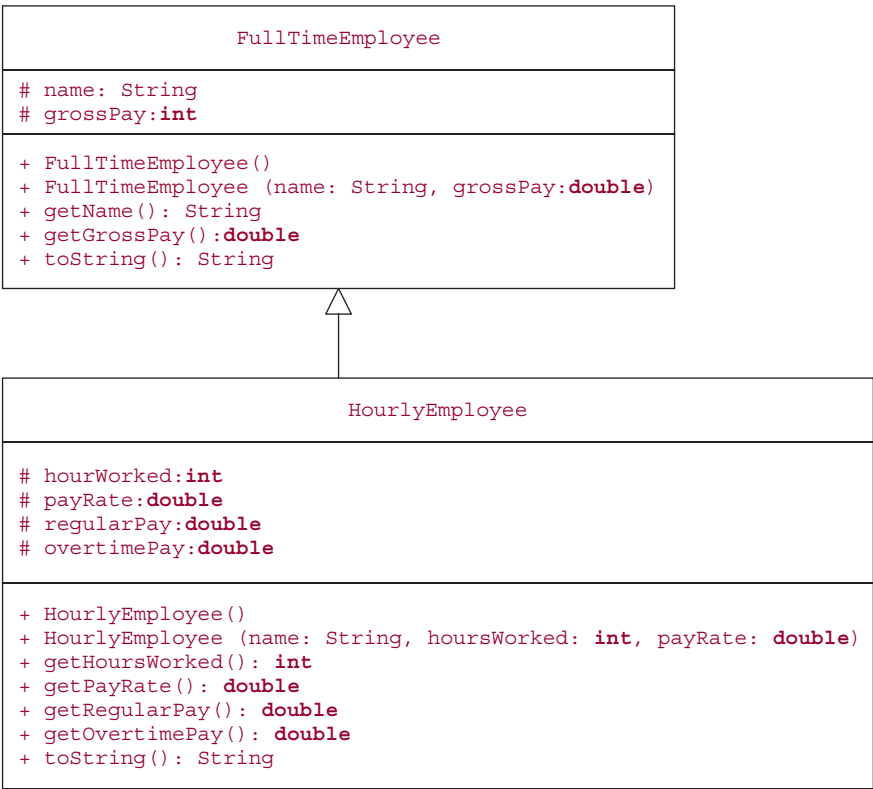 FullTimeEmployee
# name: String
# grossPay:int
+ FullTimeEmployee()
+ FullTimeEmployee (name: String, grossPay:double)
+ getName(): String
+ getGrossPay():double
+ toString(): String
HourlyEmployee
# hourWorked:int
# payRate:double
# regularPay:double
# overtimePay:double
+ HourlyEmployee()
+ HourlyEmployee (name: String, hoursWorked: int, payRate: double)
+ getHoursWorked(): int
+ getPayRate(): double
+ getRegularPay(): double
+ getOvertimePay(): double
+ toString(): String